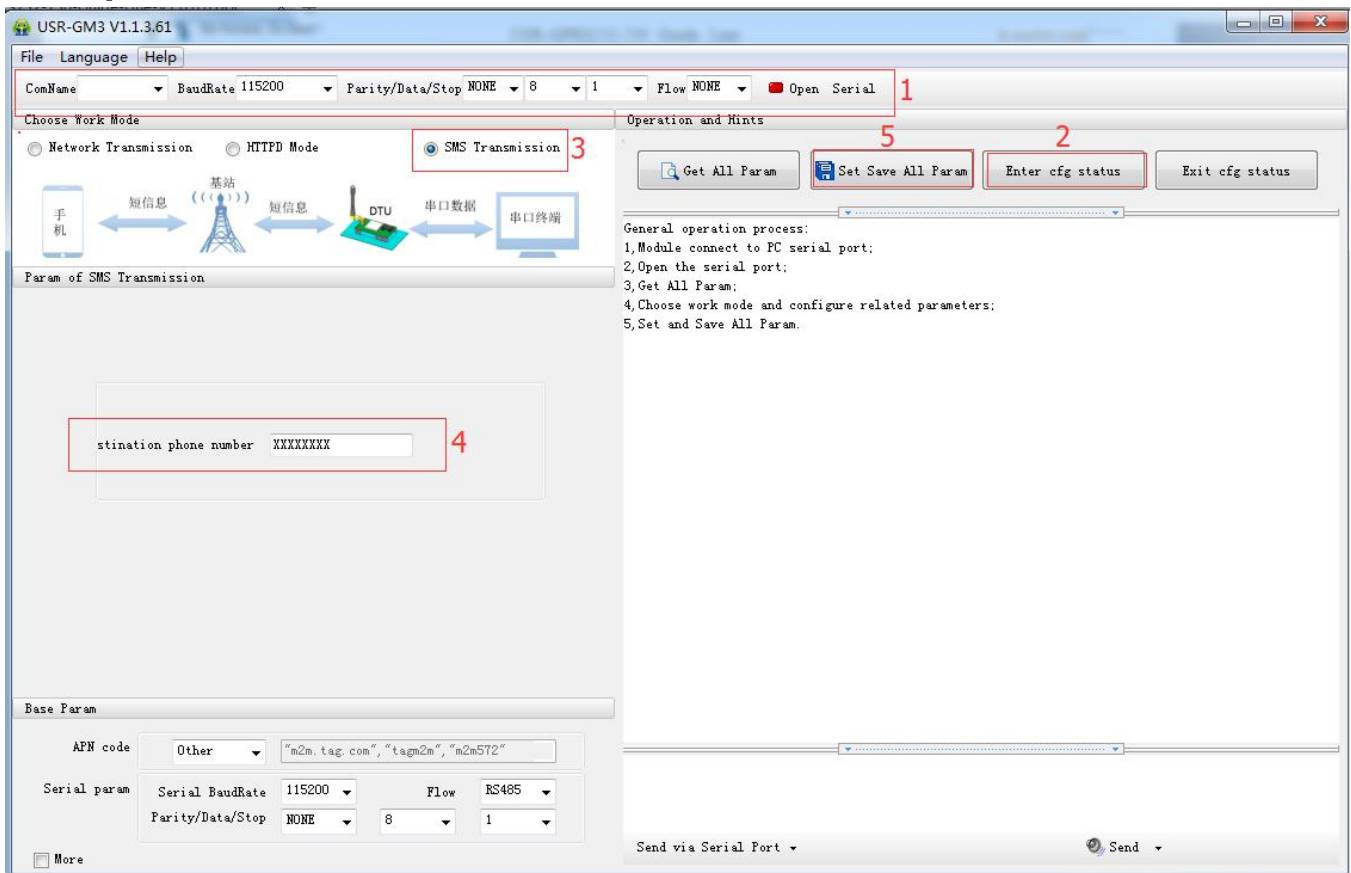 USR-GM3 V1.1.3.61
File Language Help
ComName BaudRate 115200 Parity/Data/Stop NONE 8 1 Flow NONE Open Serial 1
Choose Work Mode
Network Transmission HTTPD Mode SMS Transmission 3
手机
短信息
基站
短信息
DTU
串口数据
串口终端
Param of SMS Transmission
stination phone number XXXXXXXX 4
Base Param
APN code Other "m2m.tag.com","tagm2m","m2m572"
Serial param Serial BaudRate 115200 Flow RS485
Parity/Data/Stop NONE 8 1
More
Operation and Hints
5 2
Get All Param Set Save All Param Enter cfg status Exit cfg status
General operation process:
1,Module connect to PC serial port;
2,Open the serial port;
3,Get All Param;
4,Choose work mode and configure related parameters;
5,Set and Save All Param.
Send via Serial Port Send